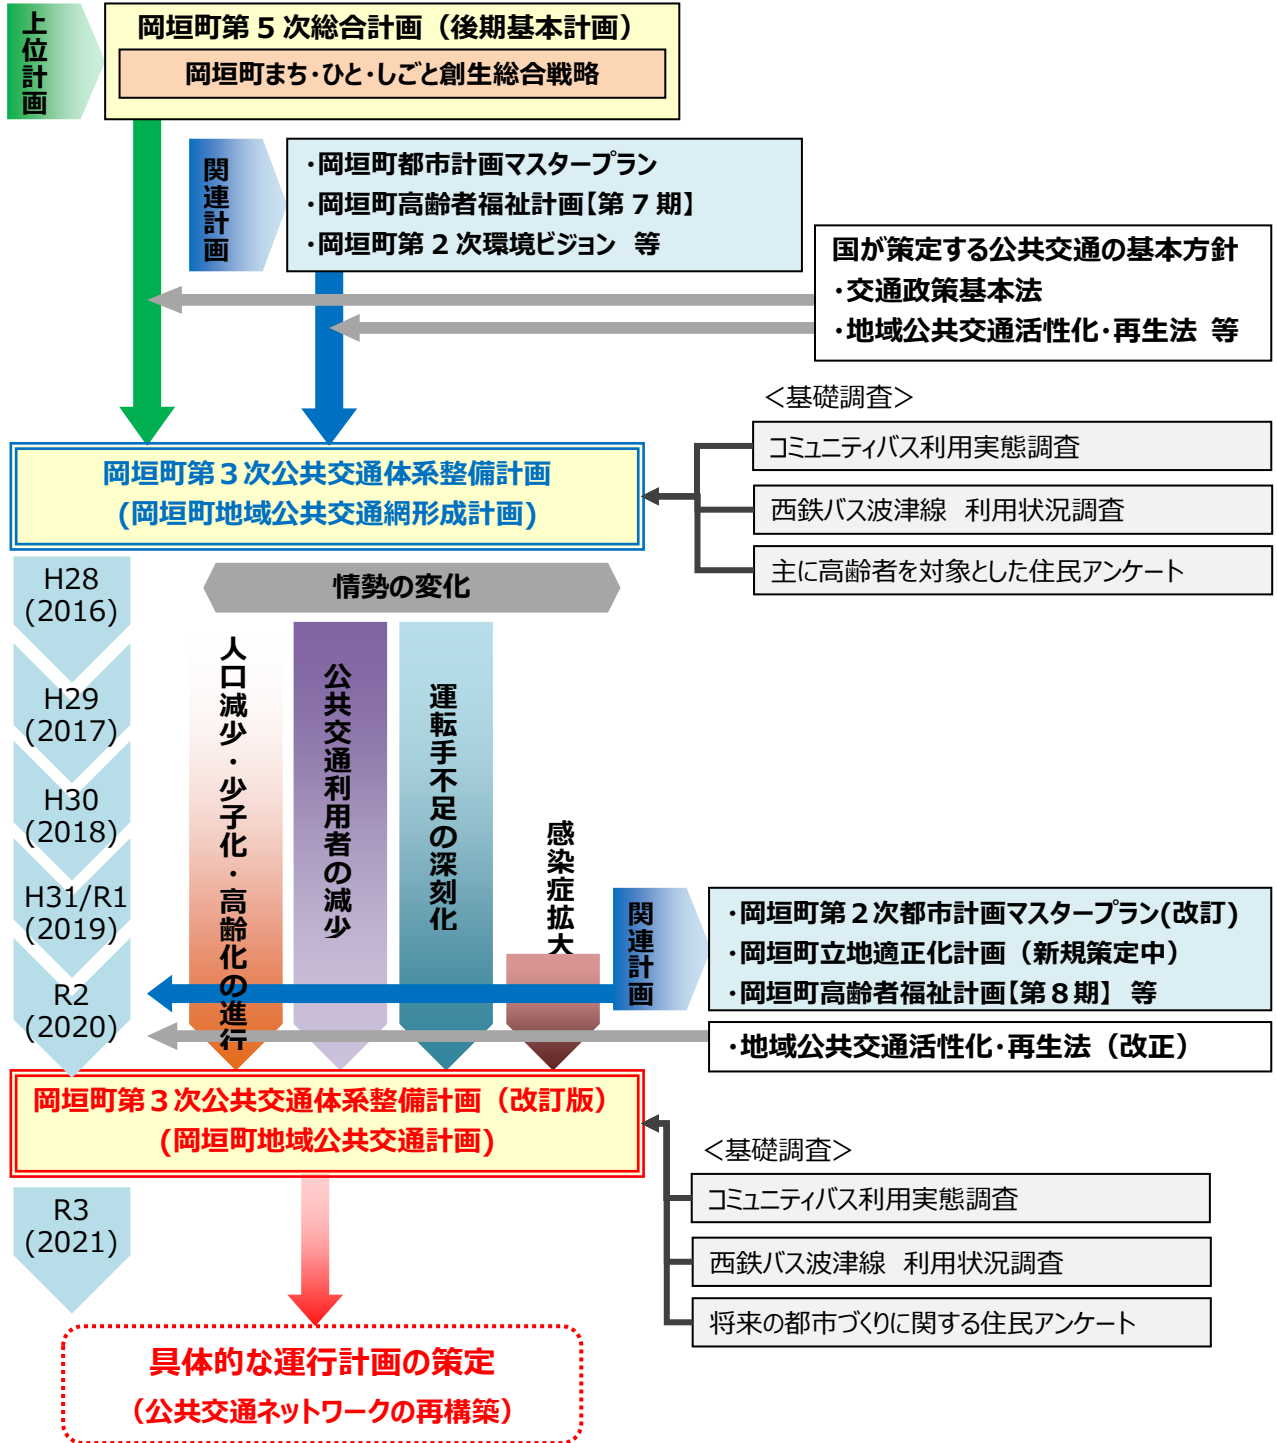 上位計画
岡垣町第5次総合計画（後期基本計画）
岡垣町まち・ひと・しごと創生総合戦略
関連計画
・岡垣町都市計画マスタープラン
・岡垣町高齢者福祉計画【第7期】
・岡垣町第2次環境ビジョン 等
国が策定する公共交通の基本方針
・交通政策基本法
・地域公共交通活性化・再生法 等
＜基礎調査＞
コミュニティバス利用実態調査
西鉄バス波津線 利用状況調査
主に高齢者を対象とした住民アンケート
岡垣町第3次公共交通体系整備計画
(岡垣町地域公共交通網形成計画)
H28
(2016)
H29
(2017)
H30
(2018)
H31/R1
(2019)
R2
(2020)
情勢の変化
人口減少・少子化・高齢化の進行
公共交通利用者の減少
運転手不足の深刻化
感染症拡大
関連計画
・岡垣町第2次都市計画マスタープラン(改訂)
・岡垣町立地適正化計画（新規策定中）
・岡垣町高齢者福祉計画【第8期】 等
・地域公共交通活性化・再生法（改正）
岡垣町第3次公共交通体系整備計画（改訂版）
(岡垣町地域公共交通計画)
＜基礎調査＞
コミュニティバス利用実態調査
西鉄バス波津線 利用状況調査
将来の都市づくりに関する住民アンケート
R3
(2021)
具体的な運行計画の策定
（公共交通ネットワークの再構築）